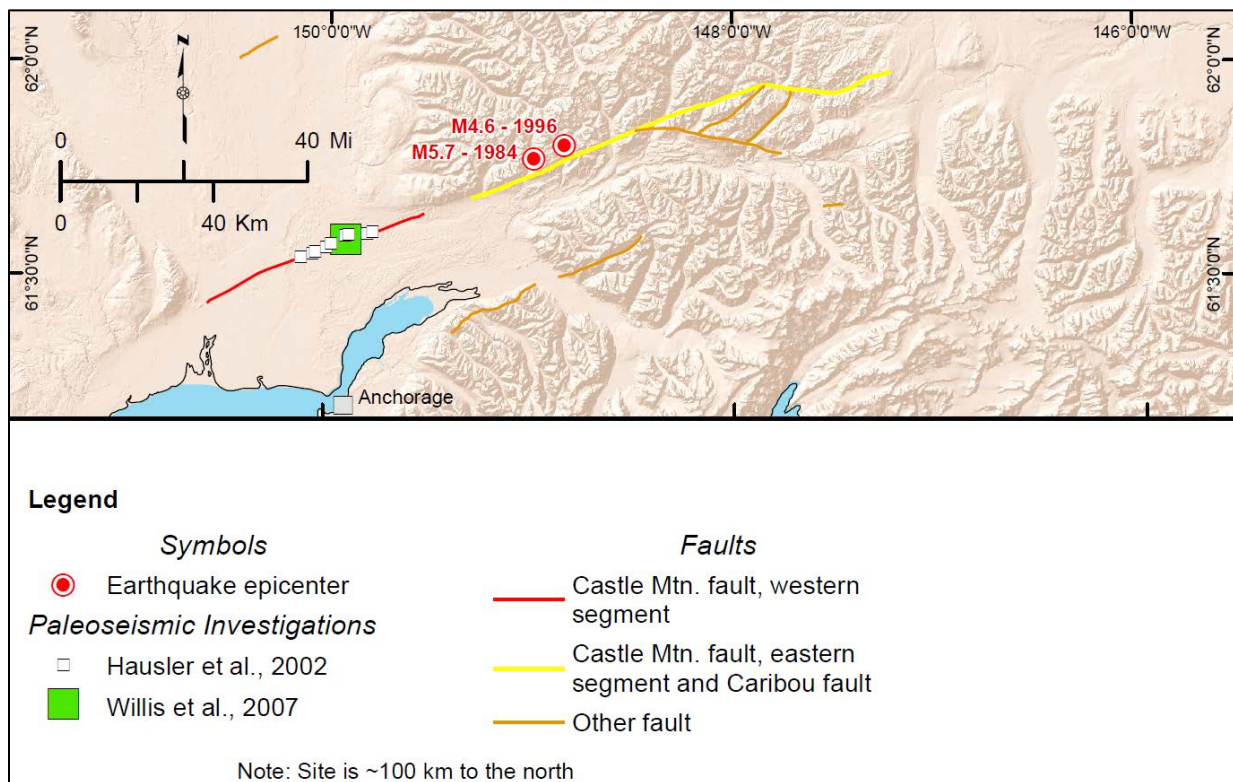 150°0'0"W 148°0'0"W 146°0'0"W
62°0'0"N
62°0'0"N
Z
0 40 Mi
0 40 Km
M4.6 - 1996
M5.7 - 1984
61°30'0"N
61°30'0"N
Anchorage
Legend
Symbols
Earthquake epicenter
Paleoseismic Investigations
Hausler et al., 2002
Willis et al., 2007
Faults
Castle Mtn. fault, western
segment
Castle Mtn. fault, eastern
segment and Caribou fault
Other fault
Note: Site is ~100 km to the north